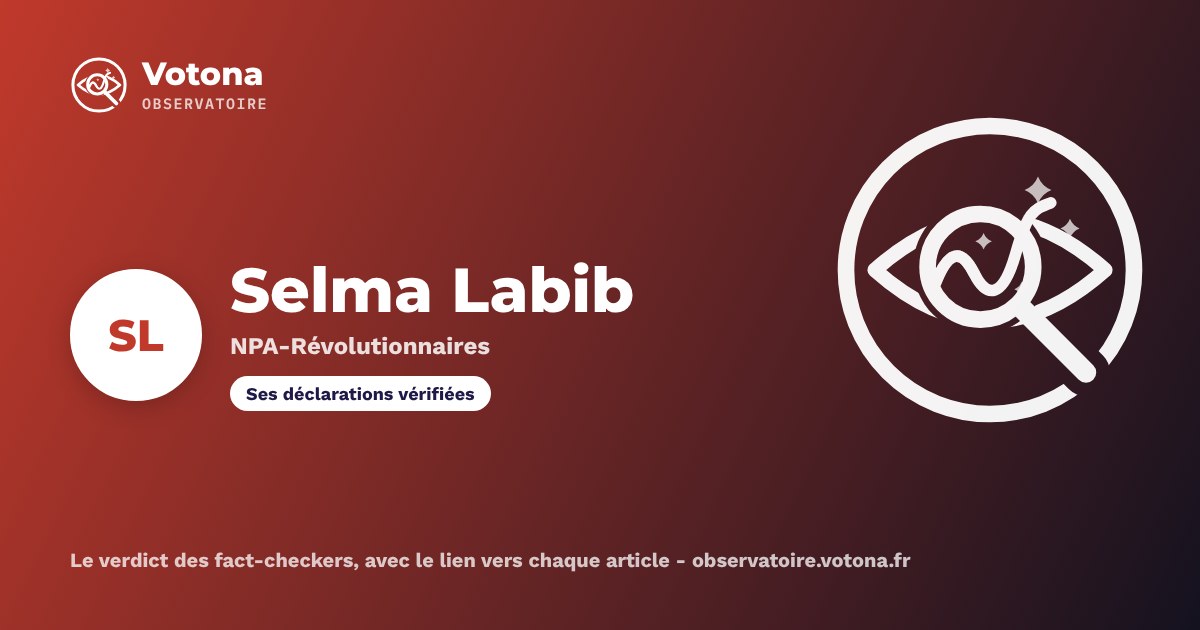 Votona
OBSERVATOIRE
SL
Selma Labib
NPA-Révolutionnaires
Ses déclarations vérifiées
Le verdict des fact-checkers, avec le lien vers chaque article - observatoire.votona.fr